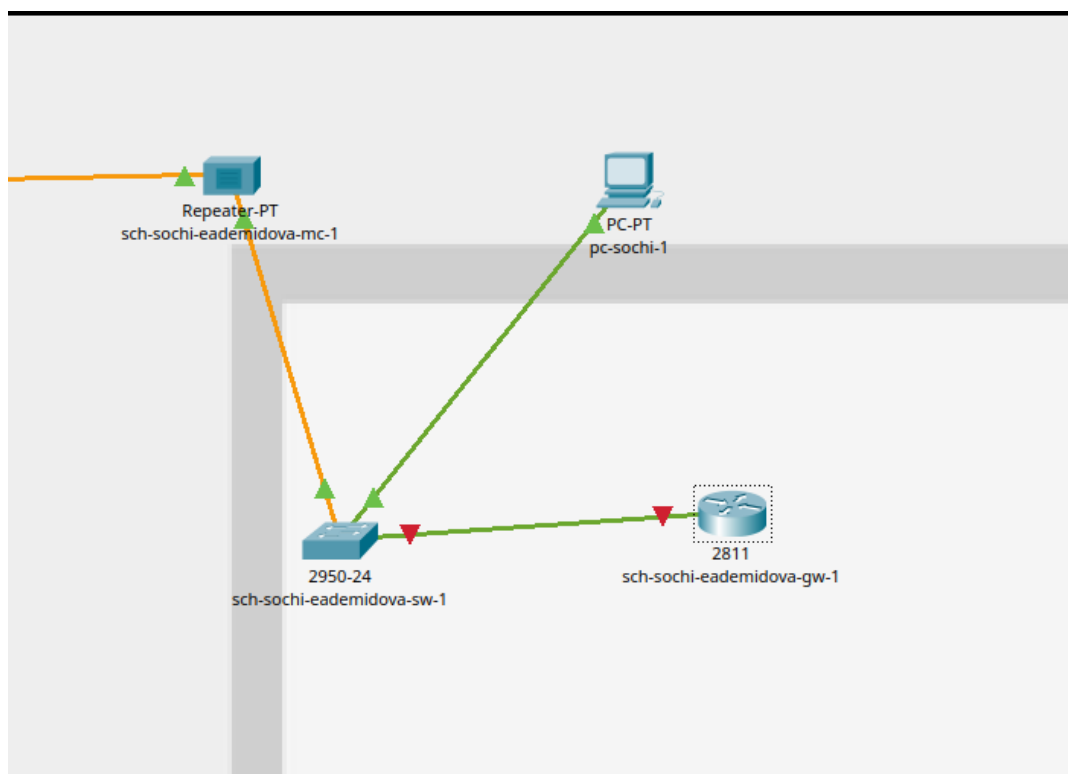 Repeater-PT
sch-sochi-eademidova-mc-1
PC-PT
pc-sochi-1
2950-24
sch-sochi-eademidova-sw-1
2811
sch-sochi-eademidova-gw-1